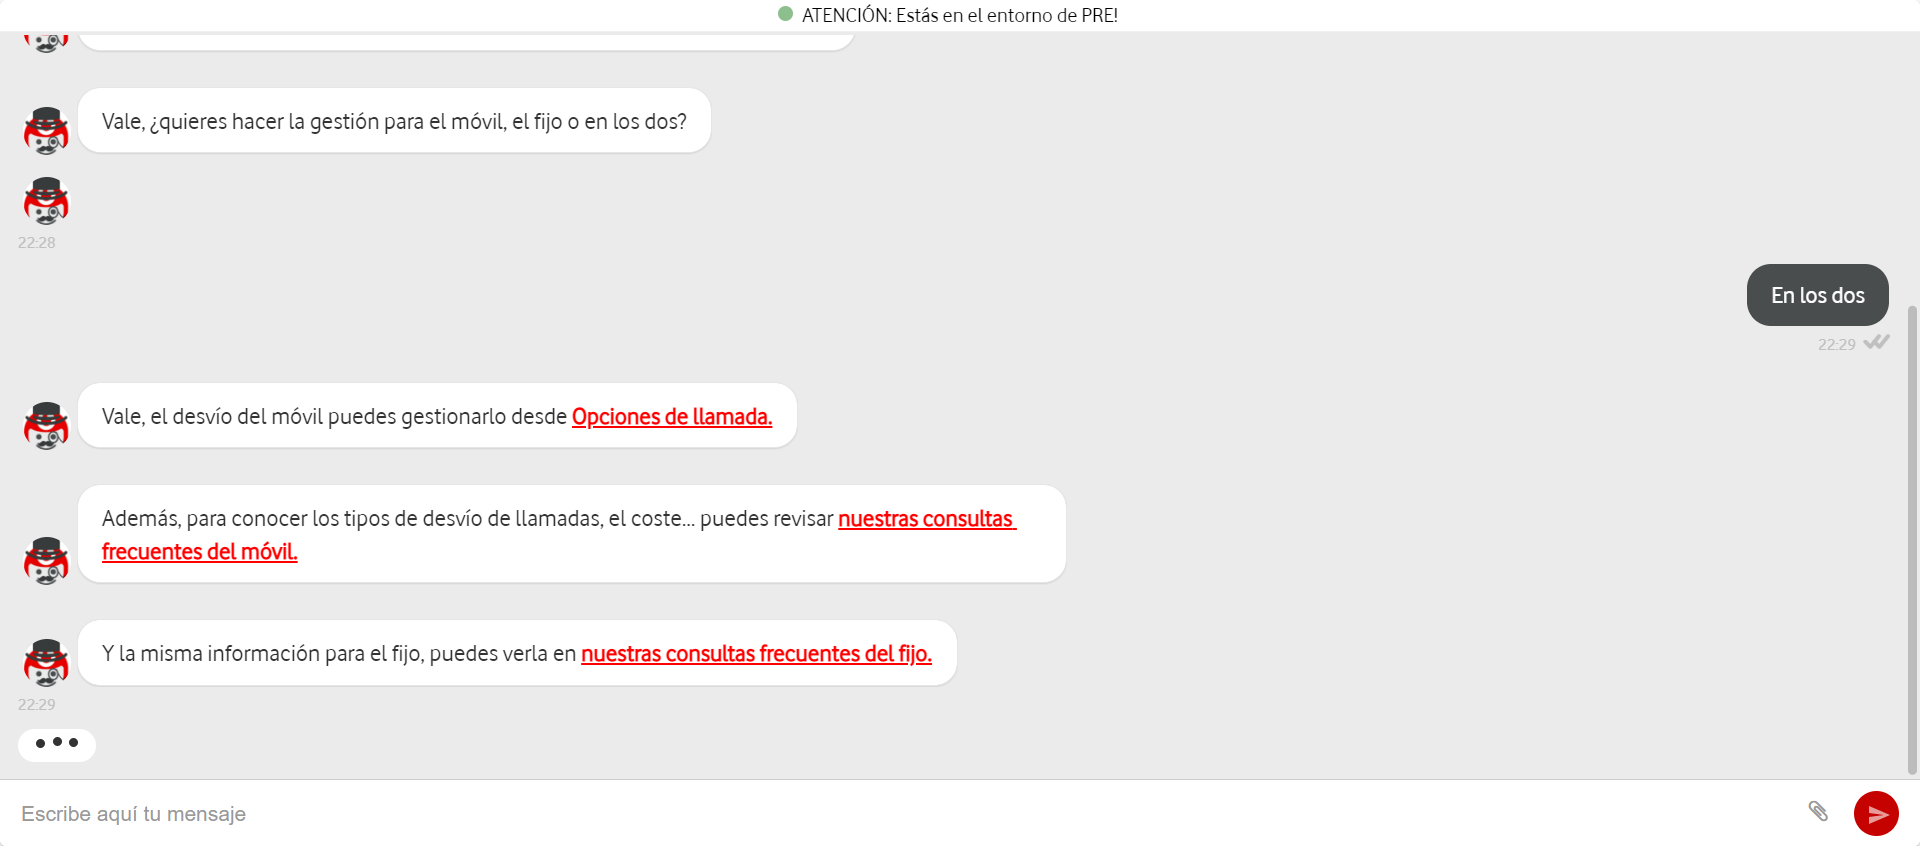 ATENCIÓN: Estás en el entorno de PRE!
Vale, ¿quieres hacer la gestión para el móvil, el fijo o en los dos?
22:28
En los dos
22:29
Vale, el desvío del móvil puedes gestionarlo desde Opciones de llamada.
Además, para conocer los tipos de desvío de llamadas, el coste... puedes revisar nuestras consultas
frecuentes del móvil.
Y la misma información para el fijo, puedes verla en nuestras consultas frecuentes del fijo.
22:29
Escribe aquí tu mensaje